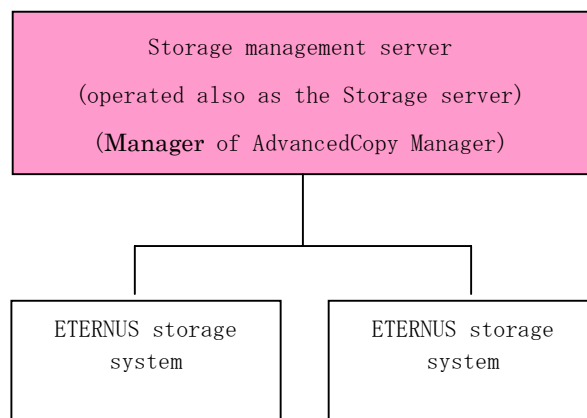 Storage management server
(operated also as the Storage server)
(Manager of AdvancedCopy Manager)
ETERNUS storage
system
ETERNUS storage
system